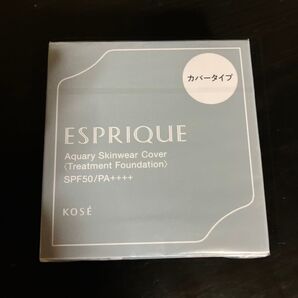 カバータイプ
ESPRIQUE
Aquary Skinwear Cover
〈Treatment Foundation〉
SPF50/PA++++
KOSÉ